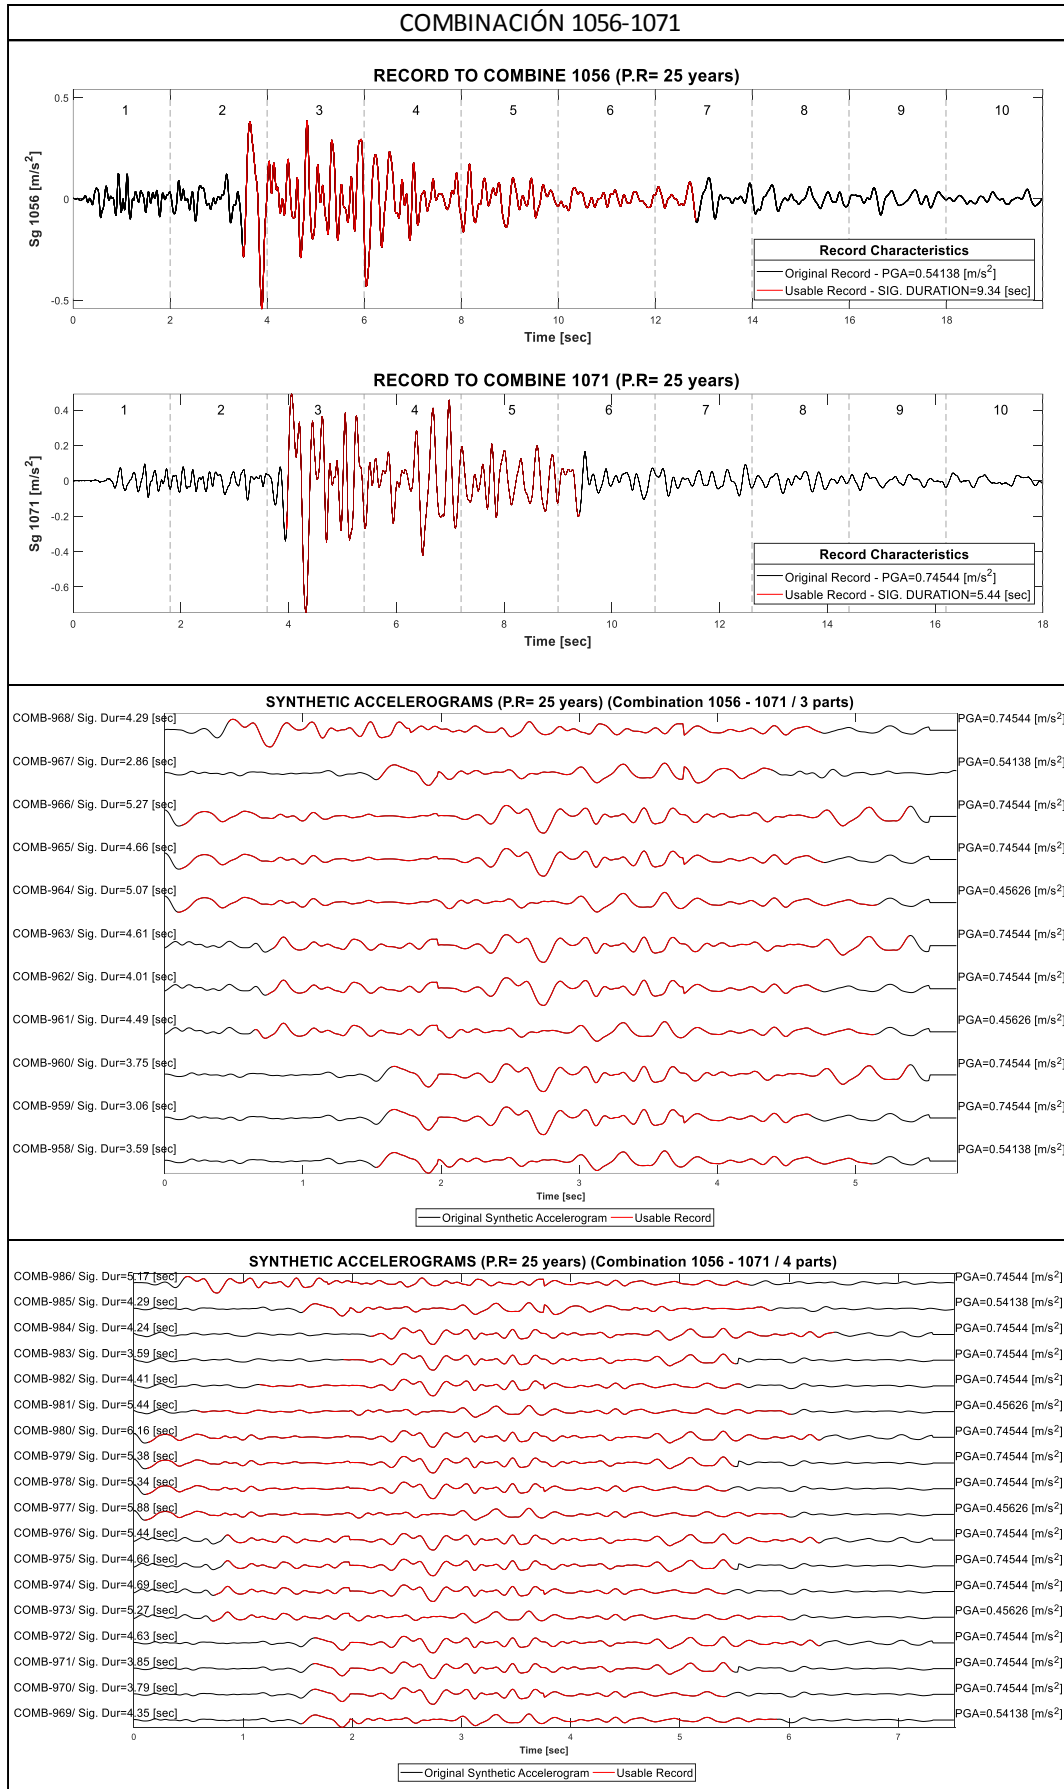 COMBINACIÓN 1056-1071
RECORD TO COMBINE 1056 (P.R= 25 years)
1 2 3 4 5 6 7 8 9 10
0.5
0
-0.5
Sg 1056 [m/s²]
Record Characteristics
Original Record - PGA=0.54138 [m/s²]
Usable Record - SIG. DURATION=9.34 [sec]
0 2 4 6 8 10 12 14 16 18
Time [sec]
RECORD TO COMBINE 1071 (P.R= 25 years)
1 2 3 4 5 6 7 8 9 10
0.4
0.2
0
-0.2
-0.4
-0.6
Sg 1071 [m/s²]
Record Characteristics
Original Record - PGA=0.74544 [m/s²]
Usable Record - SIG. DURATION=5.44 [sec]
0 2 4 6 8 10 12 14 16 18
Time [sec]
SYNTHETIC ACCELEROGRAMS (P.R= 25 years) (Combination 1056 - 1071 / 3 parts)
COMB-968/ Sig. Dur=4.29 [sec] PGA=0.74544 [m/s²]
COMB-967/ Sig. Dur=2.86 [sec] PGA=0.54138 [m/s²]
COMB-966/ Sig. Dur=5.27 [sec] PGA=0.74544 [m/s²]
COMB-965/ Sig. Dur=4.66 [sec] PGA=0.74544 [m/s²]
COMB-964/ Sig. Dur=5.07 [sec] PGA=0.45626 [m/s²]
COMB-963/ Sig. Dur=4.61 [sec] PGA=0.74544 [m/s²]
COMB-962/ Sig. Dur=4.01 [sec] PGA=0.74544 [m/s²]
COMB-961/ Sig. Dur=4.49 [sec] PGA=0.45626 [m/s²]
COMB-960/ Sig. Dur=3.75 [sec] PGA=0.74544 [m/s²]
COMB-959/ Sig. Dur=3.06 [sec] PGA=0.74544 [m/s²]
COMB-958/ Sig. Dur=3.59 [sec] PGA=0.54138 [m/s²]
0 1 2 3 4 5
Time [sec]
Original Synthetic Accelerogram Usable Record
SYNTHETIC ACCELEROGRAMS (P.R= 25 years) (Combination 1056 - 1071 / 4 parts)
COMB-986/ Sig. Dur=5.17 [sec] PGA=0.74544 [m/s²]
COMB-985/ Sig. Dur=4.29 [sec] PGA=0.54138 [m/s²]
COMB-984/ Sig. Dur=4.24 [sec] PGA=0.74544 [m/s²]
COMB-983/ Sig. Dur=3.59 [sec] PGA=0.74544 [m/s²]
COMB-982/ Sig. Dur=4.41 [sec] PGA=0.74544 [m/s²]
COMB-981/ Sig. Dur=5.44 [sec] PGA=0.45626 [m/s²]
COMB-980/ Sig. Dur=6.16 [sec] PGA=0.74544 [m/s²]
COMB-979/ Sig. Dur=5.38 [sec] PGA=0.74544 [m/s²]
COMB-978/ Sig. Dur=5.34 [sec] PGA=0.74544 [m/s²]
COMB-977/ Sig. Dur=5.88 [sec] PGA=0.45626 [m/s²]
COMB-976/ Sig. Dur=5.44 [sec] PGA=0.74544 [m/s²]
COMB-975/ Sig. Dur=4.66 [sec] PGA=0.74544 [m/s²]
COMB-974/ Sig. Dur=4.69 [sec] PGA=0.74544 [m/s²]
COMB-973/ Sig. Dur=5.27 [sec] PGA=0.45626 [m/s²]
COMB-972/ Sig. Dur=4.63 [sec] PGA=0.74544 [m/s²]
COMB-971/ Sig. Dur=3.85 [sec] PGA=0.74544 [m/s²]
COMB-970/ Sig. Dur=3.79 [sec] PGA=0.74544 [m/s²]
COMB-969/ Sig. Dur=4.35 [sec] PGA=0.54138 [m/s²]
0 1 2 3 4 5 6 7
Time [sec]
Original Synthetic Accelerogram Usable Record